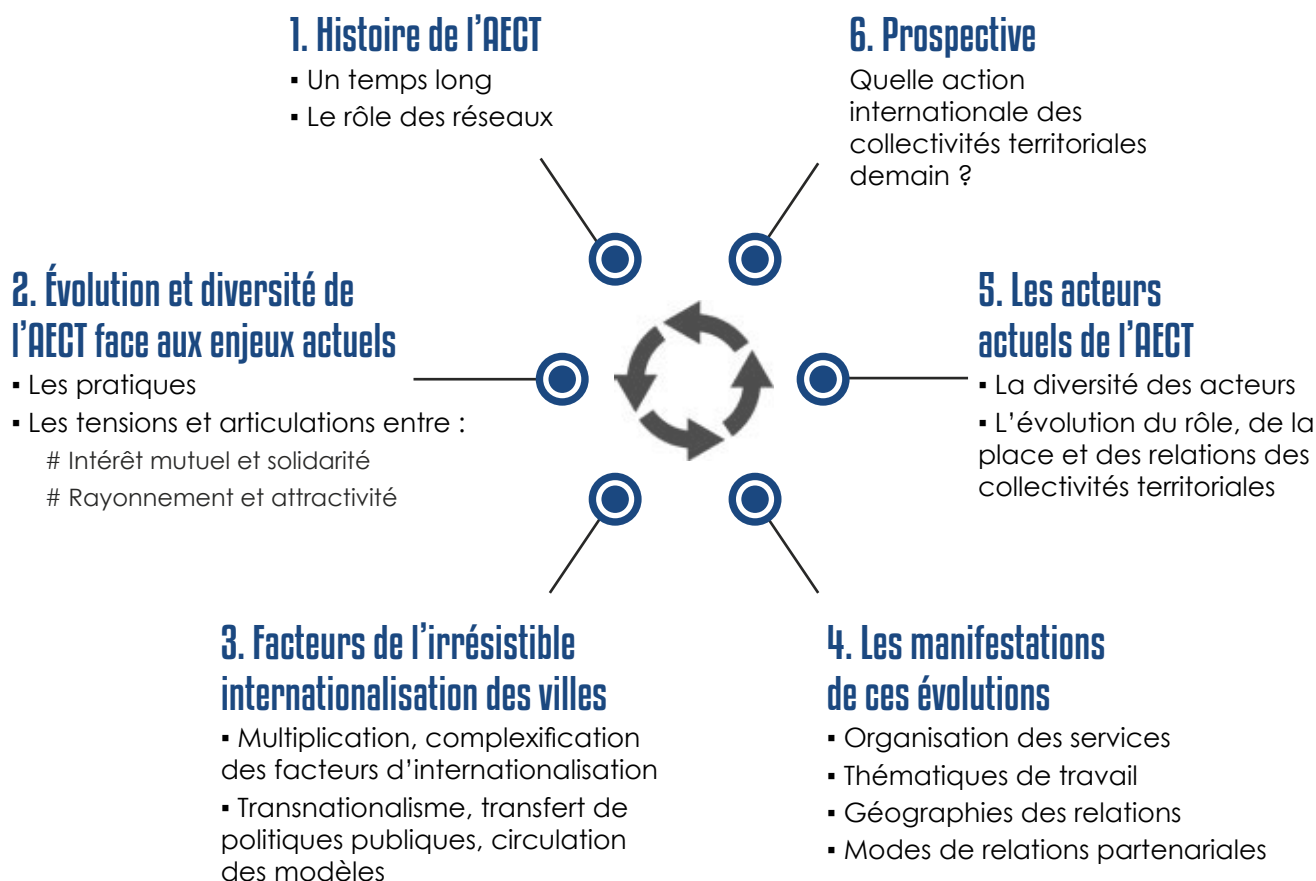 1. Histoire de l'AECT
▪ Un temps long
▪ Le rôle des réseaux
2. Évolution et diversité de
l'AECT face aux enjeux actuels
▪ Les pratiques
▪ Les tensions et articulations entre :
# Intérêt mutuel et solidarité
# Rayonnement et attractivité
3. Facteurs de l'irrésistible
internationalisation des villes
▪ Multiplication, complexification
des facteurs d'internationalisation
▪ Transnationalisme, transfert de
politiques publiques, circulation
des modèles
4. Les manifestations
de ces évolutions
▪ Organisation des services
▪ Thématiques de travail
▪ Géographies des relations
▪ Modes de relations partenariales
5. Les acteurs
actuels de l'AECT
▪ La diversité des acteurs
▪ L'évolution du rôle, de la
place et des relations des
collectivités territoriales
6. Prospective
Quelle action
internationale des
collectivités territoriales
demain ?